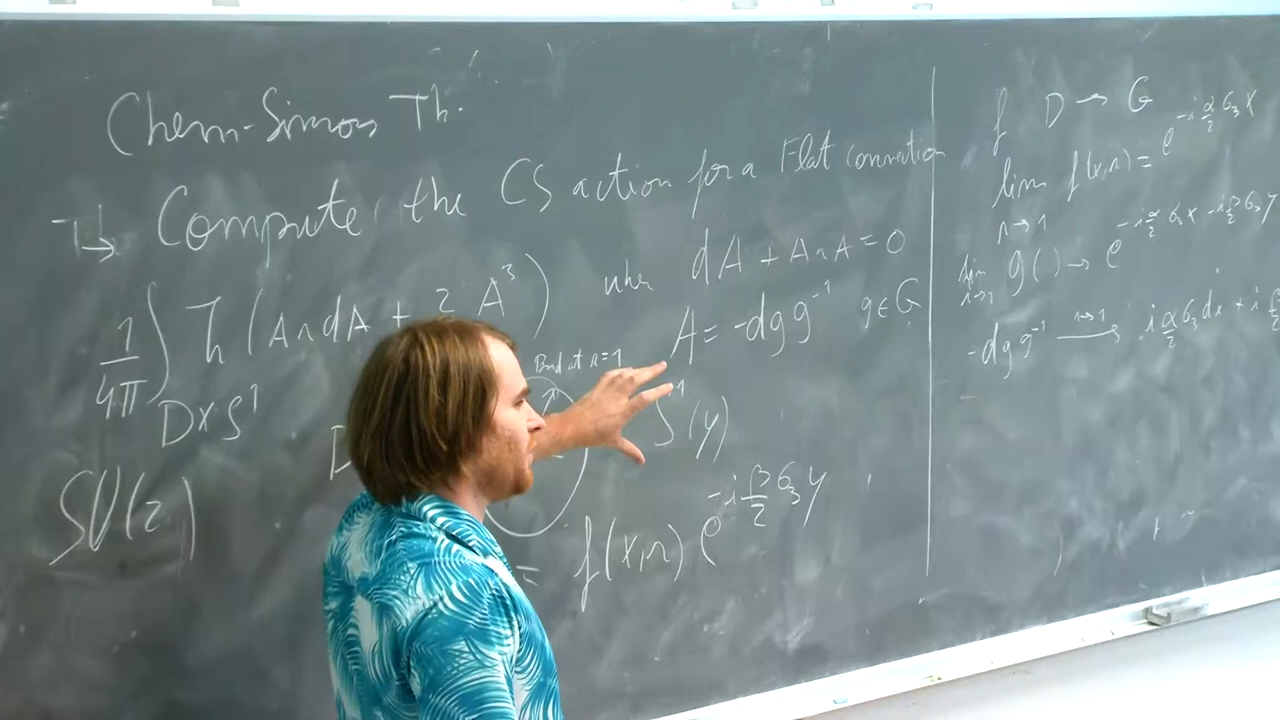 Chern-Simons Th.
↳ Compute the CS action for a Flat connection
1/4π ∫ Tr (A∧dA + 2 A³) when dA + A∧A = 0
D×S¹
A = -dg g⁻¹ g∈G
Bnd at r=1
D S¹(y)
SU(2)
= f(x,r) e^{-i β/2 σ₃ y}
f D → G
lim f(x,r) = e^{-i α/2 σ₃ x}
r→1
lim g( ) → e^{-i α/2 σ₃ x - i β/2 σ₃ y}
r→1
-dg g⁻¹ —r→1→ i α/2 σ₃ dx + i β/2